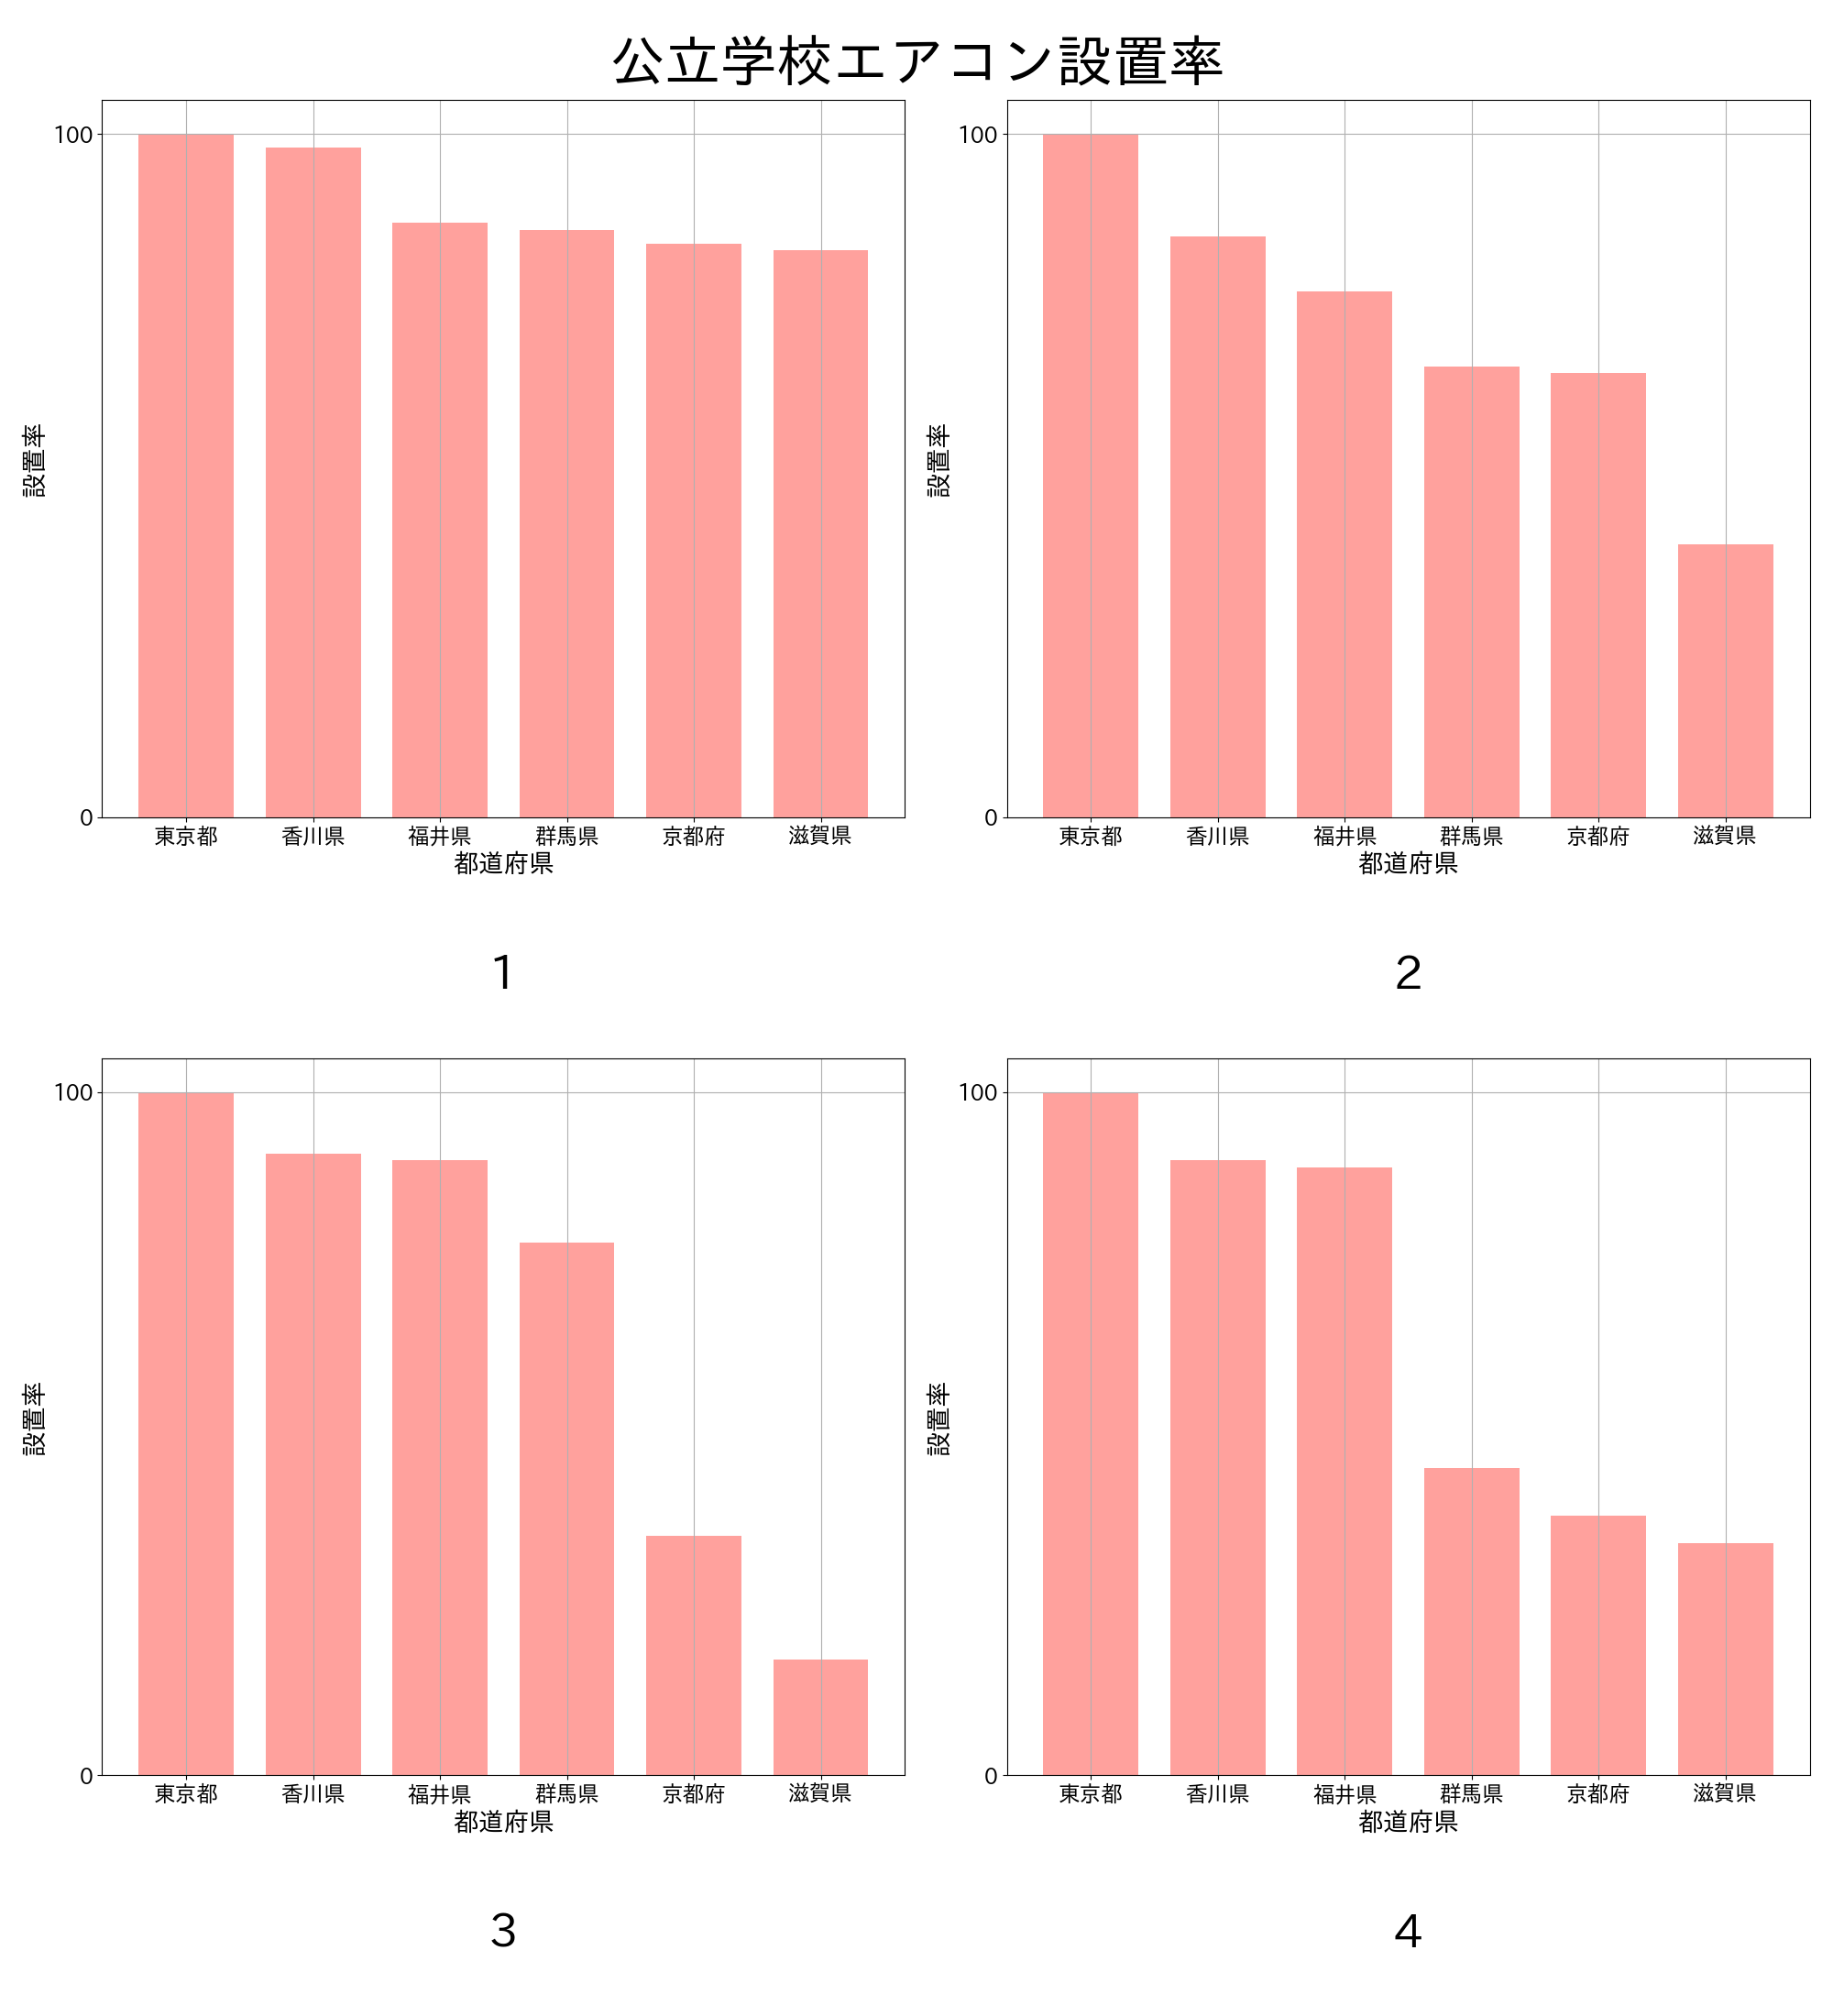 公立学校エアコン設置率
100
0
設置率
東京都 香川県 福井県 群馬県 京都府 滋賀県
都道府県
1
100
0
設置率
東京都 香川県 福井県 群馬県 京都府 滋賀県
都道府県
2
100
0
設置率
東京都 香川県 福井県 群馬県 京都府 滋賀県
都道府県
3
100
0
設置率
東京都 香川県 福井県 群馬県 京都府 滋賀県
都道府県
4